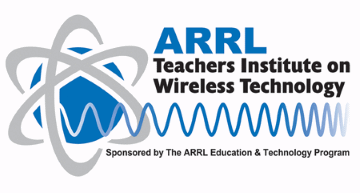 ARRL
Teachers Institute on
Wireless Technology
Sponsored by The ARRL Education & Technology Program